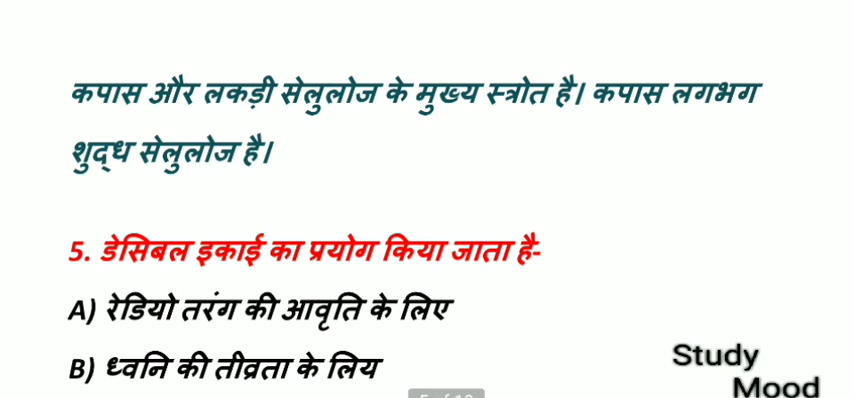 कपास और लकड़ी सेलुलोज के मुख्य स्त्रोत है। कपास लगभग
शुद्ध सेलुलोज है।
5. डेसिबल इकाई का प्रयोग किया जाता है-
A) रेडियो तरंग की आवृति के लिए
B) ध्वनि की तीव्रता के लिय
Study
Mood